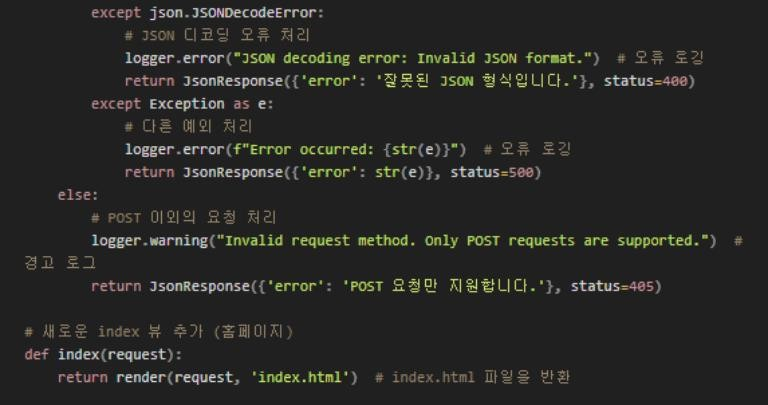 except json.JSONDecodeError:
# JSON 디코딩 오류 처리
logger.error("JSON decoding error: Invalid JSON format.")  # 오류 로깅
return JsonResponse({'error': '잘못된 JSON 형식입니다.'}, status=400)
except Exception as e:
# 다른 예외 처리
logger.error(f"Error occurred: {str(e)}")  # 오류 로깅
return JsonResponse({'error': str(e)}, status=500)
else:
# POST 이외의 요청 처리
logger.warning("Invalid request method. Only POST requests are supported.")  #
경고 로그
return JsonResponse({'error': 'POST 요청만 지원합니다.'}, status=405)
# 새로운 index 뷰 추가 (홈페이지)
def index(request):
return render(request, 'index.html')  # index.html 파일을 반환